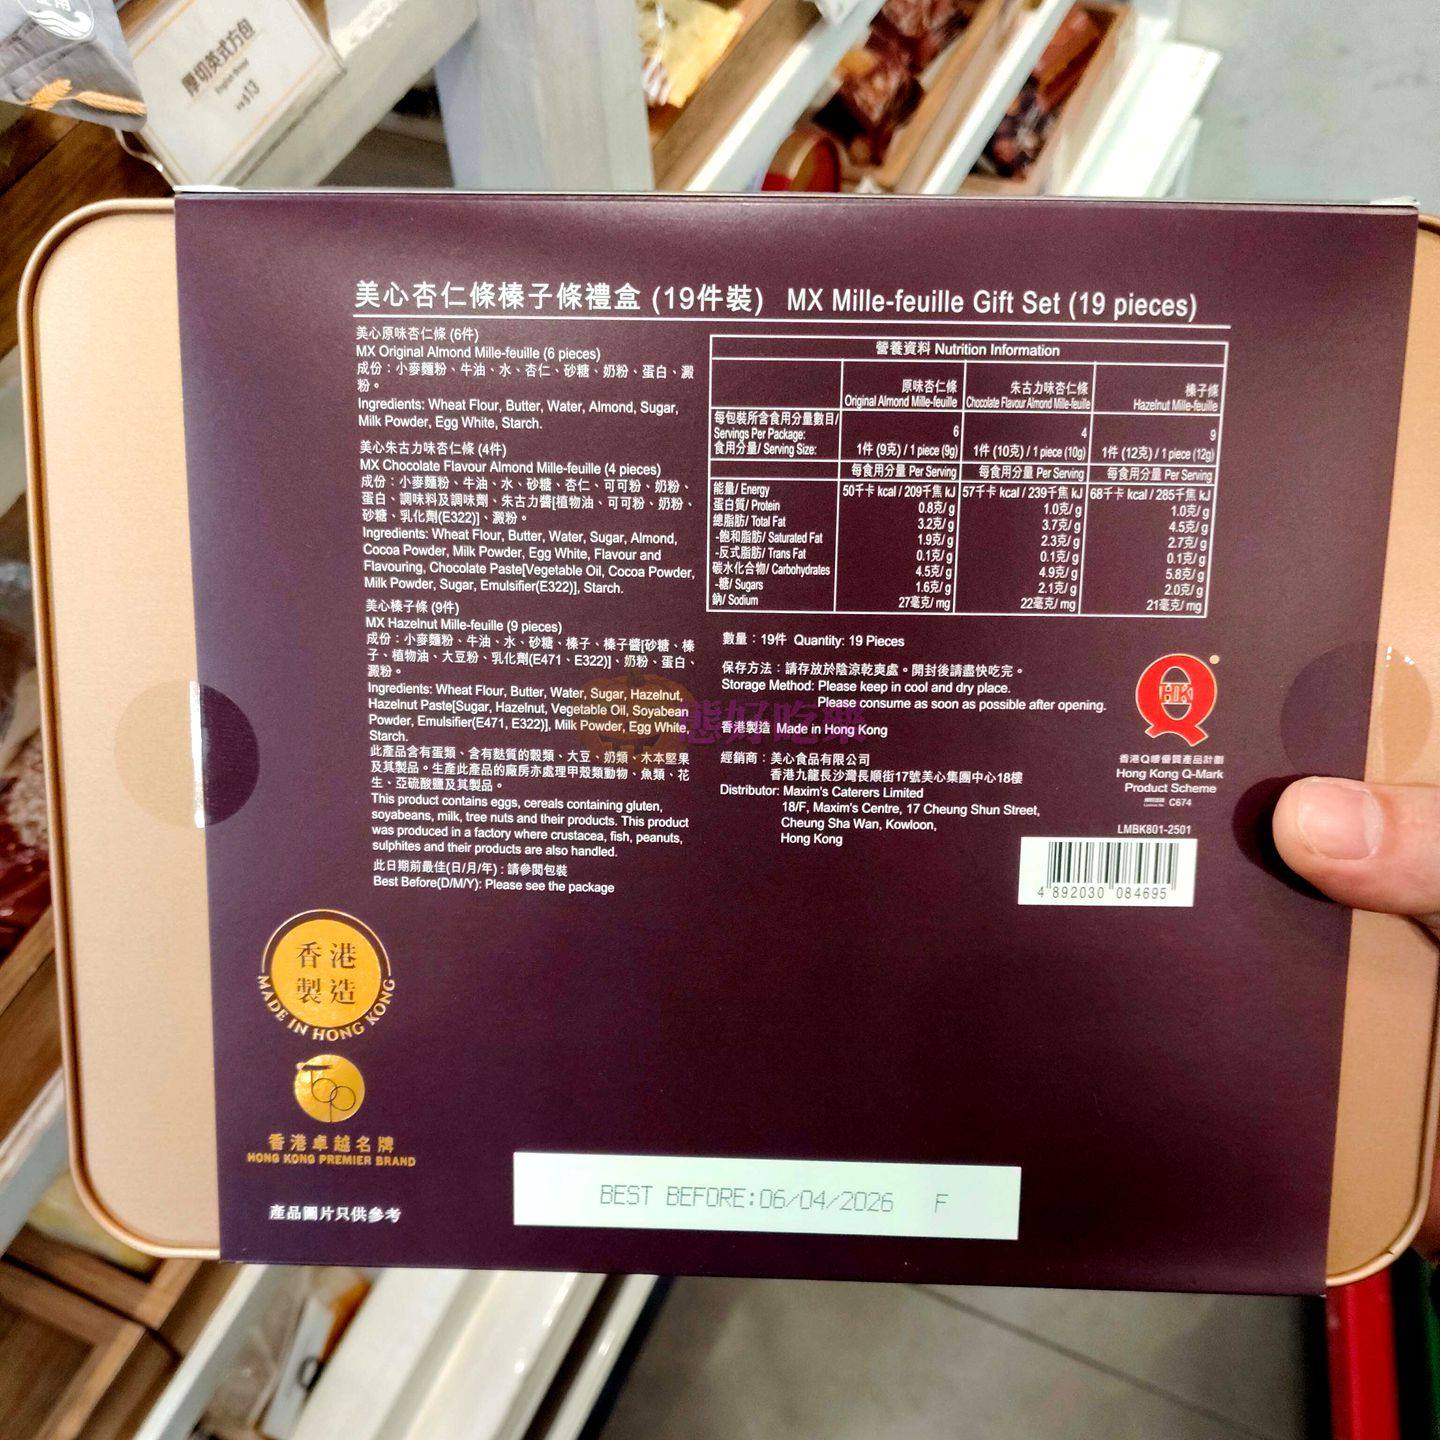 厚切英式方包
English Bread
HK$13
美心杏仁條榛子條禮盒 (19件裝) MX Mille-feuille Gift Set (19 pieces)
美心原味杏仁條 (6件)
MX Original Almond Mille-feuille (6 pieces)
成份：小麥麵粉、牛油、水、杏仁、砂糖、奶粉、蛋白、澱
粉。
Ingredients: Wheat Flour, Butter, Water, Almond, Sugar,
Milk Powder, Egg White, Starch.
美心朱古力味杏仁條 (4件)
MX Chocolate Flavour Almond Mille-feuille (4 pieces)
成份：小麥麵粉、牛油、水、砂糖、杏仁、可可粉、奶粉、
蛋白、調味料及調味劑、朱古力醬[植物油、可可粉、奶粉、
砂糖、乳化劑(E322)]、澱粉。
Ingredients: Wheat Flour, Butter, Water, Sugar, Almond,
Cocoa Powder, Milk Powder, Egg White, Flavour and
Flavouring, Chocolate Paste[Vegetable Oil, Cocoa Powder,
Milk Powder, Sugar, Emulsifier(E322)], Starch.
美心榛子條 (9件)
MX Hazelnut Mille-feuille (9 pieces)
成份：小麥麵粉、牛油、水、砂糖、榛子、榛子醬[砂糖、榛
子、植物油、大豆粉、乳化劑(E471、E322)]、奶粉、蛋白、
澱粉。
Ingredients: Wheat Flour, Butter, Water, Sugar, Hazelnut,
Hazelnut Paste[Sugar, Hazelnut, Vegetable Oil, Soyabean
Powder, Emulsifier(E471, E322)], Milk Powder, Egg White,
Starch.
此產品含有蛋類、含有麩質的穀類、大豆、奶類、木本堅果
及其製品。生產此產品的廠房亦處理甲殼類動物、魚類、花
生、亞硫酸鹽及其製品。
This product contains eggs, cereals containing gluten,
soyabeans, milk, tree nuts and their products. This product
was produced in a factory where crustacea, fish, peanuts,
sulphites and their products are also handled.
此日期前最佳(日/月/年)：請參閱包裝
Best Before(D/M/Y): Please see the package
營養資料 Nutrition Information
原味杏仁條 朱古力味杏仁條 榛子條
Original Almond Mille-feuille Chocolate Flavour Almond Mille-feuille Hazelnut Mille-feuille
每包裝所含食用分量數目/
Servings Per Package: 6 4 9
食用分量/ Serving Size: 1件 (9克) / 1 piece (9g) 1件 (10克) / 1 piece (10g) 1件 (12克) / 1 piece (12g)
每食用分量 Per Serving 每食用分量 Per Serving 每食用分量 Per Serving
能量/ Energy 50千卡 kcal / 209千焦 kJ 57千卡 kcal / 239千焦 kJ 68千卡 kcal / 285千焦 kJ
蛋白質/ Protein 0.8克/ g 1.0克/ g 1.0克/ g
總脂肪/ Total Fat 3.2克/ g 3.7克/ g 4.5克/ g
-飽和脂肪/ Saturated Fat 1.9克/ g 2.3克/ g 2.7克/ g
-反式脂肪/ Trans Fat 0.1克/ g 0.1克/ g 0.1克/ g
碳水化合物/ Carbohydrates 4.5克/ g 4.9克/ g 5.8克/ g
-糖/ Sugars 1.6克/ g 2.1克/ g 2.0克/ g
鈉/ Sodium 27毫克/ mg 22毫克/ mg 21毫克/ mg
數量：19件 Quantity: 19 Pieces
保存方法：請存放於陰涼乾爽處。開封後請盡快吃完。
Storage Method: Please keep in cool and dry place.
Please consume as soon as possible after opening.
香港製造 Made in Hong Kong
經銷商：美心食品有限公司
香港九龍長沙灣長順街17號美心集團中心18樓
Distributor: Maxim's Caterers Limited
18/F, Maxim's Centre, 17 Cheung Shun Street,
Cheung Sha Wan, Kowloon,
Hong Kong
HK
香港Q嘜優質產品計劃
Hong Kong Q-Mark
Product Scheme
C674
LMBK801-2501
4 892030 084695
香港
製造
MADE IN HONG KONG
TOP
香港卓越名牌
HONG KONG PREMIER BRAND
產品圖片只供參考
BEST BEFORE:06/04/2026 F